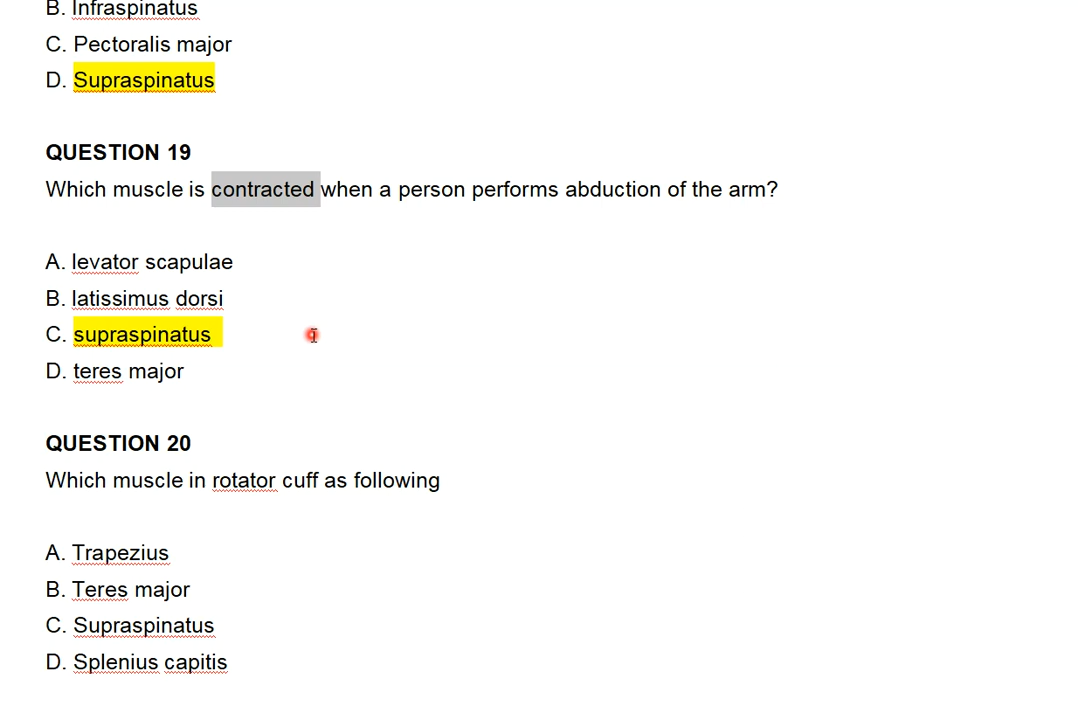 B. Infraspinatus
C. Pectoralis major
D. Supraspinatus
QUESTION 19
Which muscle is contracted when a person performs abduction of the arm?
A. levator scapulae
B. latissimus dorsi
C. supraspinatus
D. teres major
QUESTION 20
Which muscle in rotator cuff as following
A. Trapezius
B. Teres major
C. Supraspinatus
D. Splenius capitis